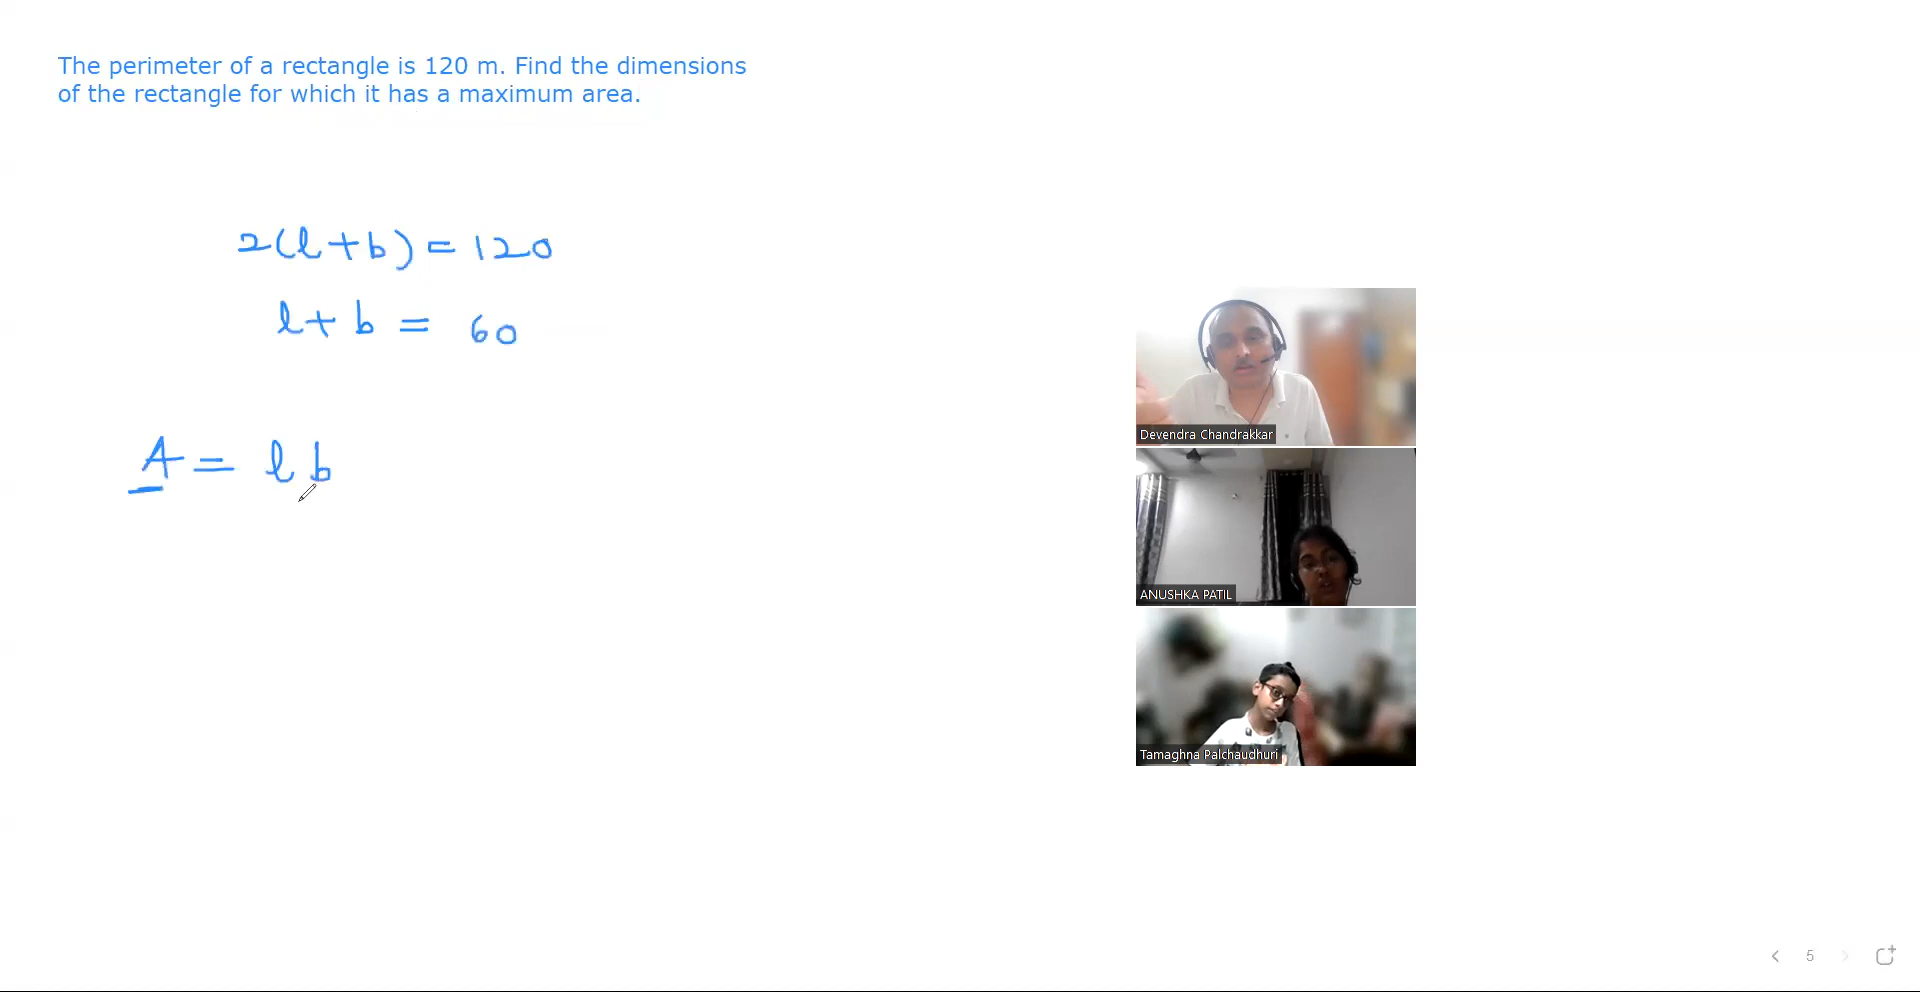 The perimeter of a rectangle is 120 m. Find the dimensions
of the rectangle for which it has a maximum area.
2(l+b) = 120
l+b = 60
A = lb
Devendra Chandrakkar
ANUSHKA PATIL
Tamaghna Palchaudhuri
5